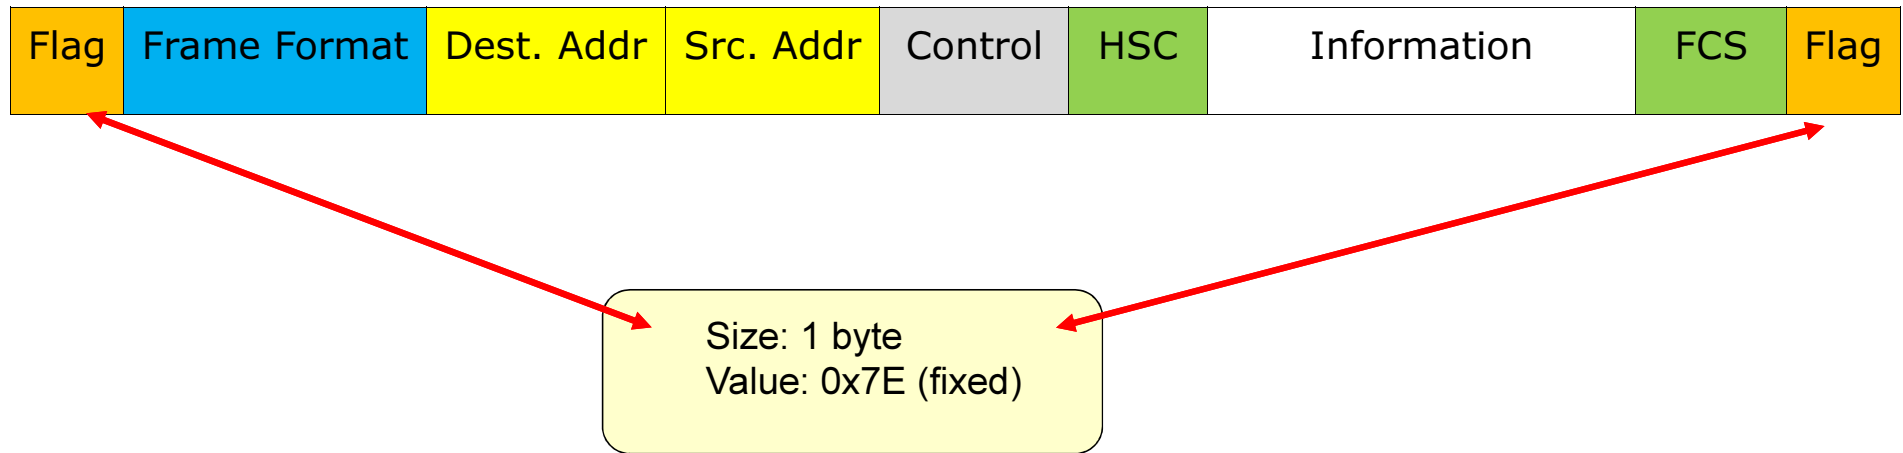 Flag Frame Format Dest. Addr Src. Addr Control HSC Information FCS Flag
Size: 1 byte
Value: 0x7E (fixed)